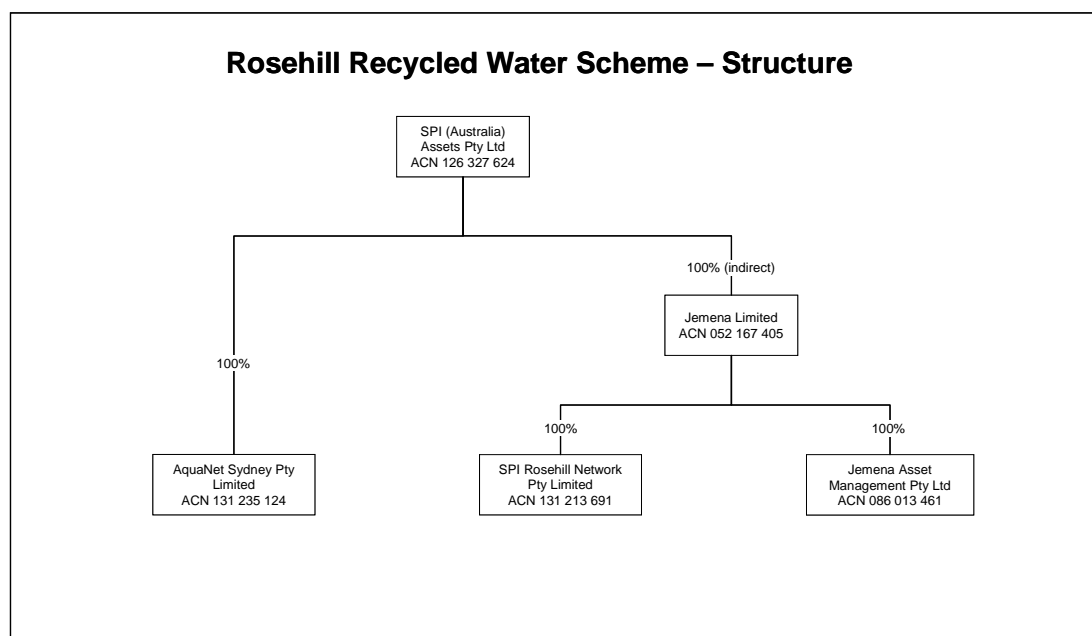 Rosehill Recycled Water Scheme – Structure
SPI (Australia)
Assets Pty Ltd
ACN 126 327 624
100% (indirect)
Jemena Limited
ACN 052 167 405
100%
100%
100%
AquaNet Sydney Pty
Limited
ACN 131 235 124
SPI Rosehill Network
Pty Limited
ACN 131 213 691
Jemena Asset
Management Pty Ltd
ACN 086 013 461